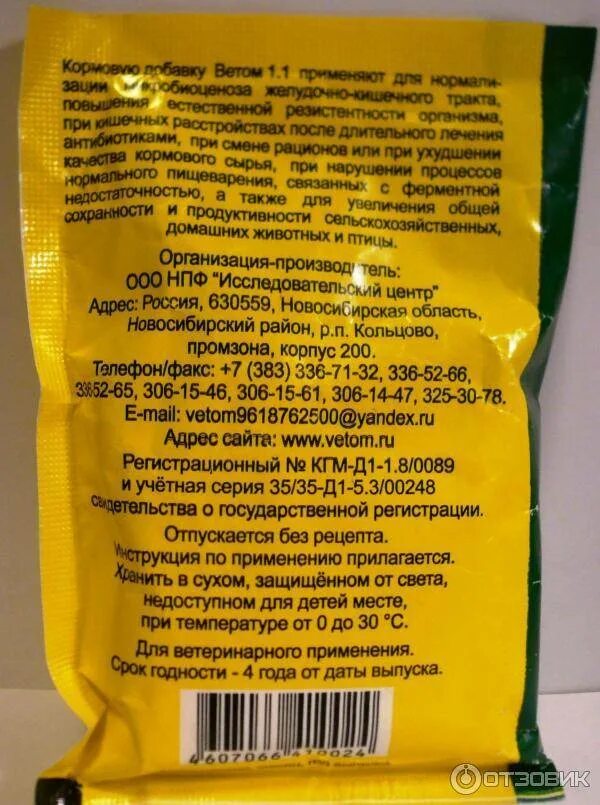 Кормовую добавку Ветом 1.1 применяют для нормали-
зации микробиоценоза желудочно-кишечного тракта,
повышения естественной резистентности организма,
при кишечных расстройствах после длительного лечения
антибиотиками, при смене рационов или при ухудшении
качества кормового сырья, при нарушении процессов
нормального пищеварения, связанных с ферментной
недостаточностью, а также для увеличения общей
сохранности и продуктивности сельскохозяйственных,
домашних животных и птицы.
Организация-производитель:
ООО НПФ "Исследовательский центр"
Адрес: Россия, 630559, Новосибирская область,
Новосибирский район, р.п. Кольцово,
промзона, корпус 200.
Телефон/факс: +7 (383) 336-71-32, 336-52-66,
336-52-65, 306-15-46, 306-15-61, 306-14-47, 325-30-78.
E-mail: vetom9618762500@yandex.ru
Адрес сайта: www.vetom.ru
Регистрационный № КГМ-Д1-1.8/0089
и учётная серия 35/35-Д1-5.3/00248
свидетельства о государственной регистрации.
Отпускается без рецепта.
Инструкция по применению прилагается.
Хранить в сухом, защищённом от света,
недоступном для детей месте,
при температуре от 0 до 30 °С.
Для ветеринарного применения.
Срок годности - 4 года от даты выпуска.
4607066410024
ОТЗОВИК